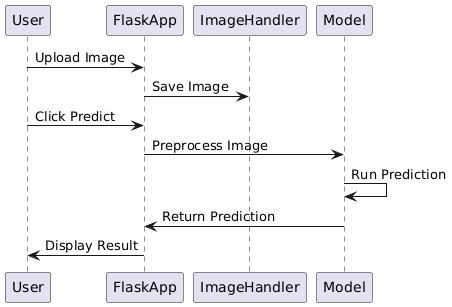 User FlaskApp ImageHandler Model
Upload Image
Save Image
Click Predict
Preprocess Image
Run Prediction
Return Prediction
Display Result
User FlaskApp ImageHandler Model